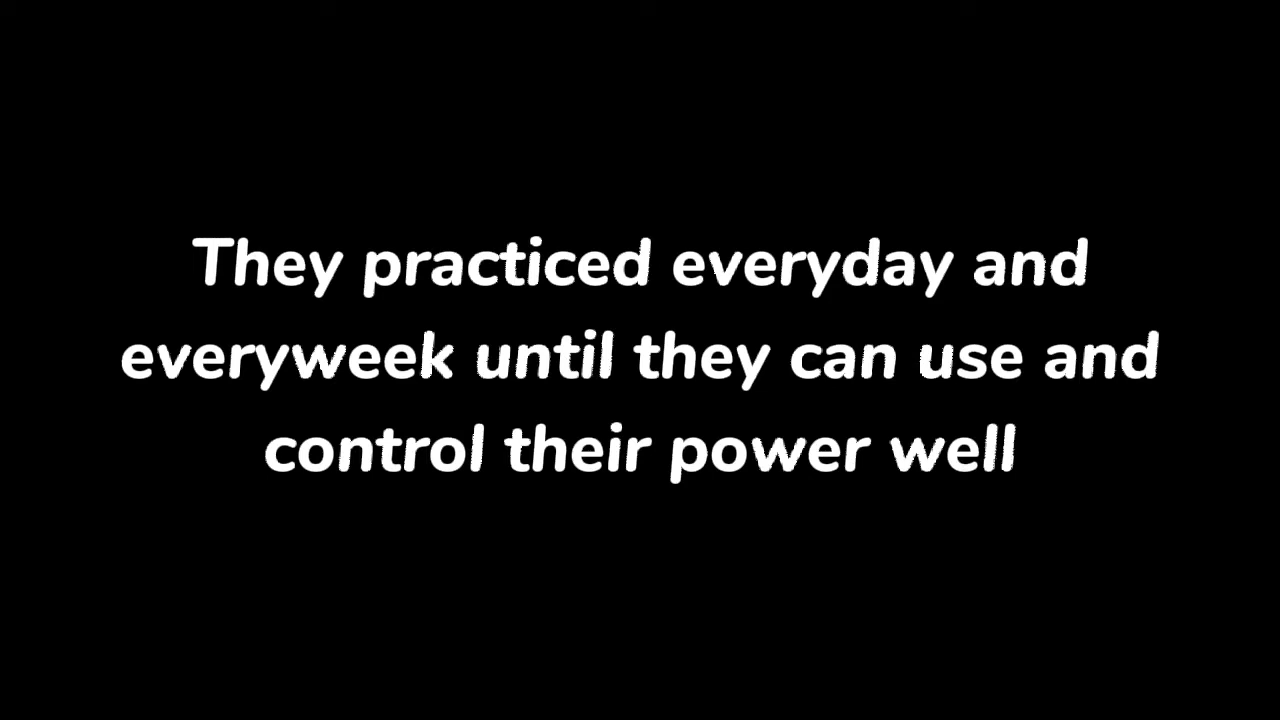 They practiced everyday and
everyweek until they can use and
control their power well